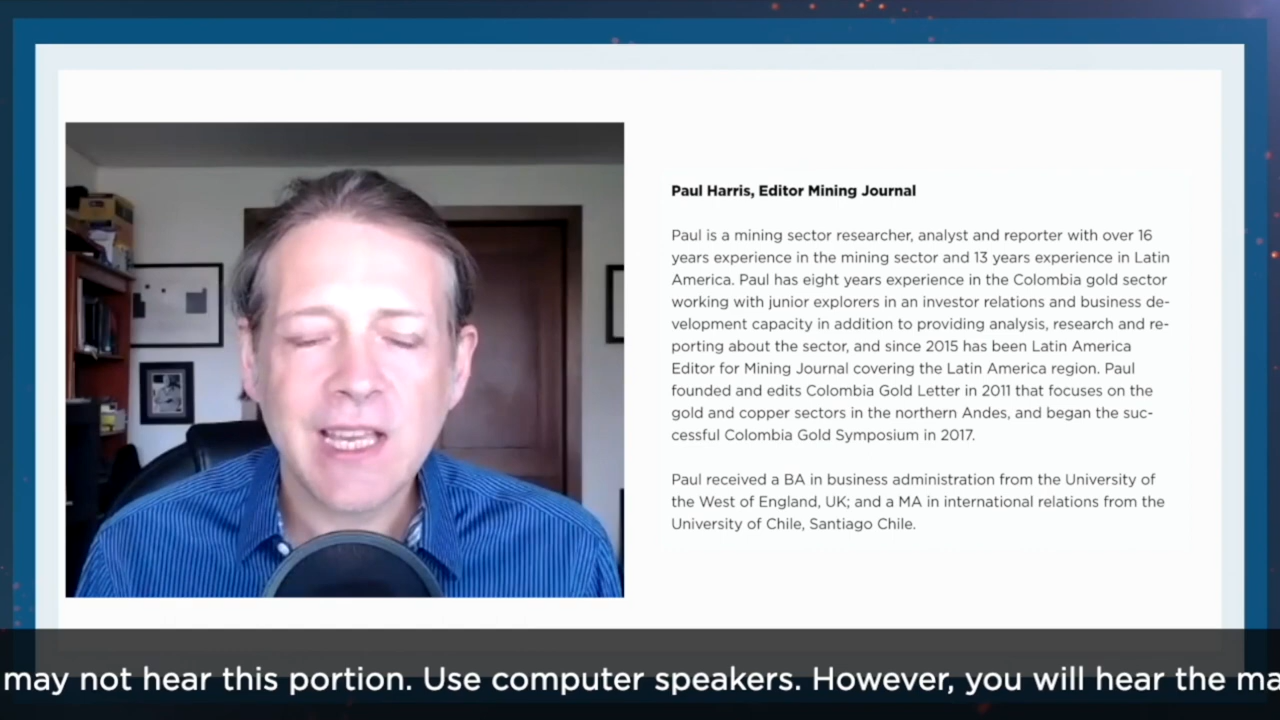 Paul Harris, Editor Mining Journal
Paul is a mining sector researcher, analyst and reporter with over 16
years experience in the mining sector and 13 years experience in Latin
America. Paul has eight years experience in the Colombia gold sector
working with junior explorers in an investor relations and business de-
velopment capacity in addition to providing analysis, research and re-
porting about the sector, and since 2015 has been Latin America
Editor for Mining Journal covering the Latin America region. Paul
founded and edits Colombia Gold Letter in 2011 that focuses on the
gold and copper sectors in the northern Andes, and began the suc-
cessful Colombia Gold Symposium in 2017.
Paul received a BA in business administration from the University of
the West of England, UK; and a MA in international relations from the
University of Chile, Santiago Chile.
may not hear this portion. Use computer speakers. However, you will hear the ma